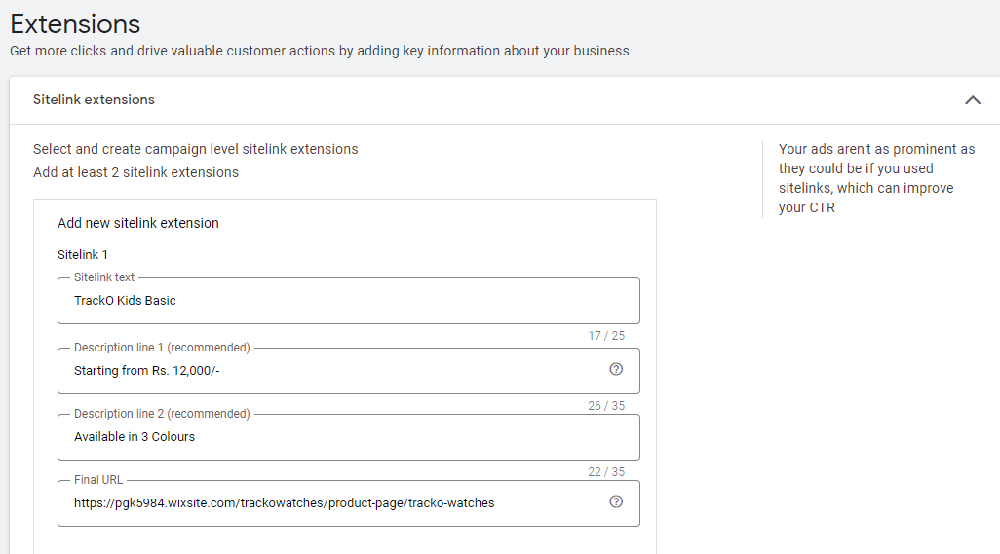 Extensions
Get more clicks and drive valuable customer actions by adding key information about your business
Sitelink extensions
Select and create campaign level sitelink extensions
Add at least 2 sitelink extensions
Your ads aren't as prominent as
they could be if you used
sitelinks, which can improve
your CTR
Add new sitelink extension
Sitelink 1
Sitelink text
TrackO Kids Basic
17 / 25
Description line 1 (recommended)
Starting from Rs. 12,000/-
26 / 35
Description line 2 (recommended)
Available in 3 Colours
22 / 35
Final URL
https://pgk5984.wixsite.com/trackowatches/product-page/tracko-watches